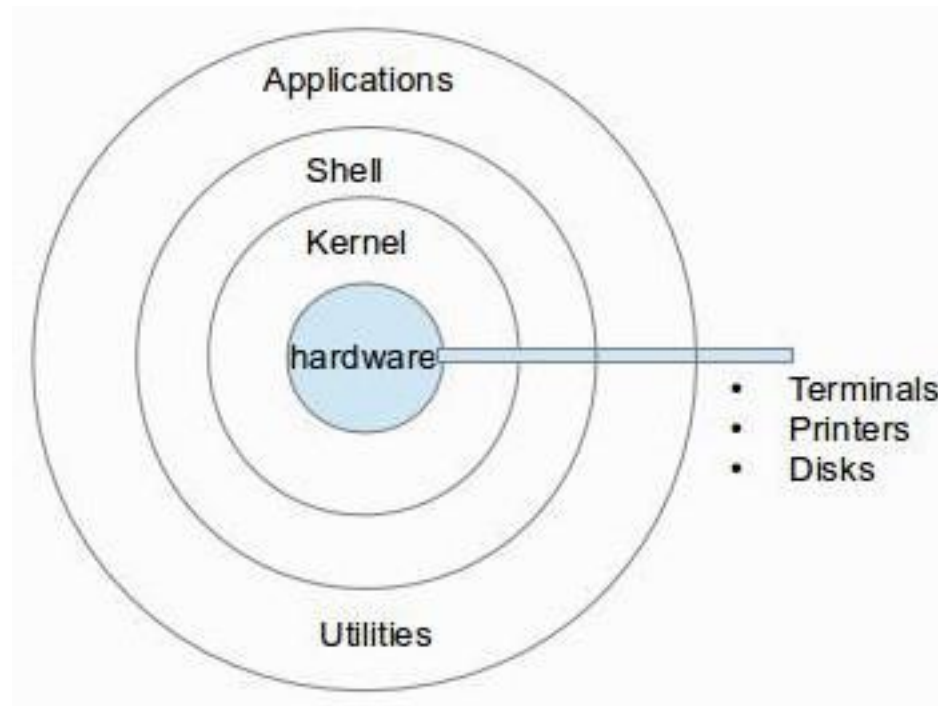 Applications
Shell
Kernel
hardware
• Terminals
• Printers
• Disks
Utilities